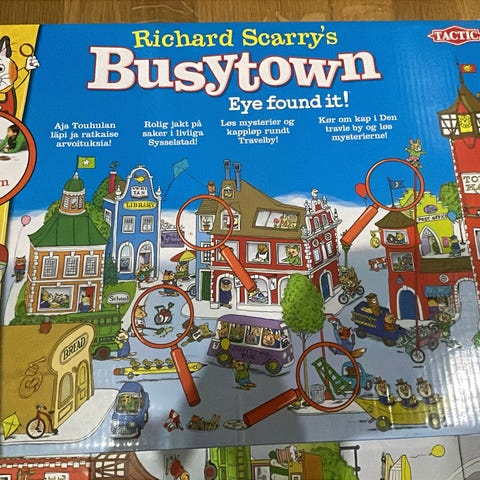 Richard Scarry's
TACTIC
Busytown
Eye found it!
Aja Touhulan
läpi ja ratkaise
arvoituksia!
Rolig jakt på
saker i livliga
Sysselstad!
Løs mysterier og
kappløp rundt
Travelby!
Kør om kap i Den
travle by og løs
mysterierne!
LIBRARY
POST OFFICE
School
BREAD